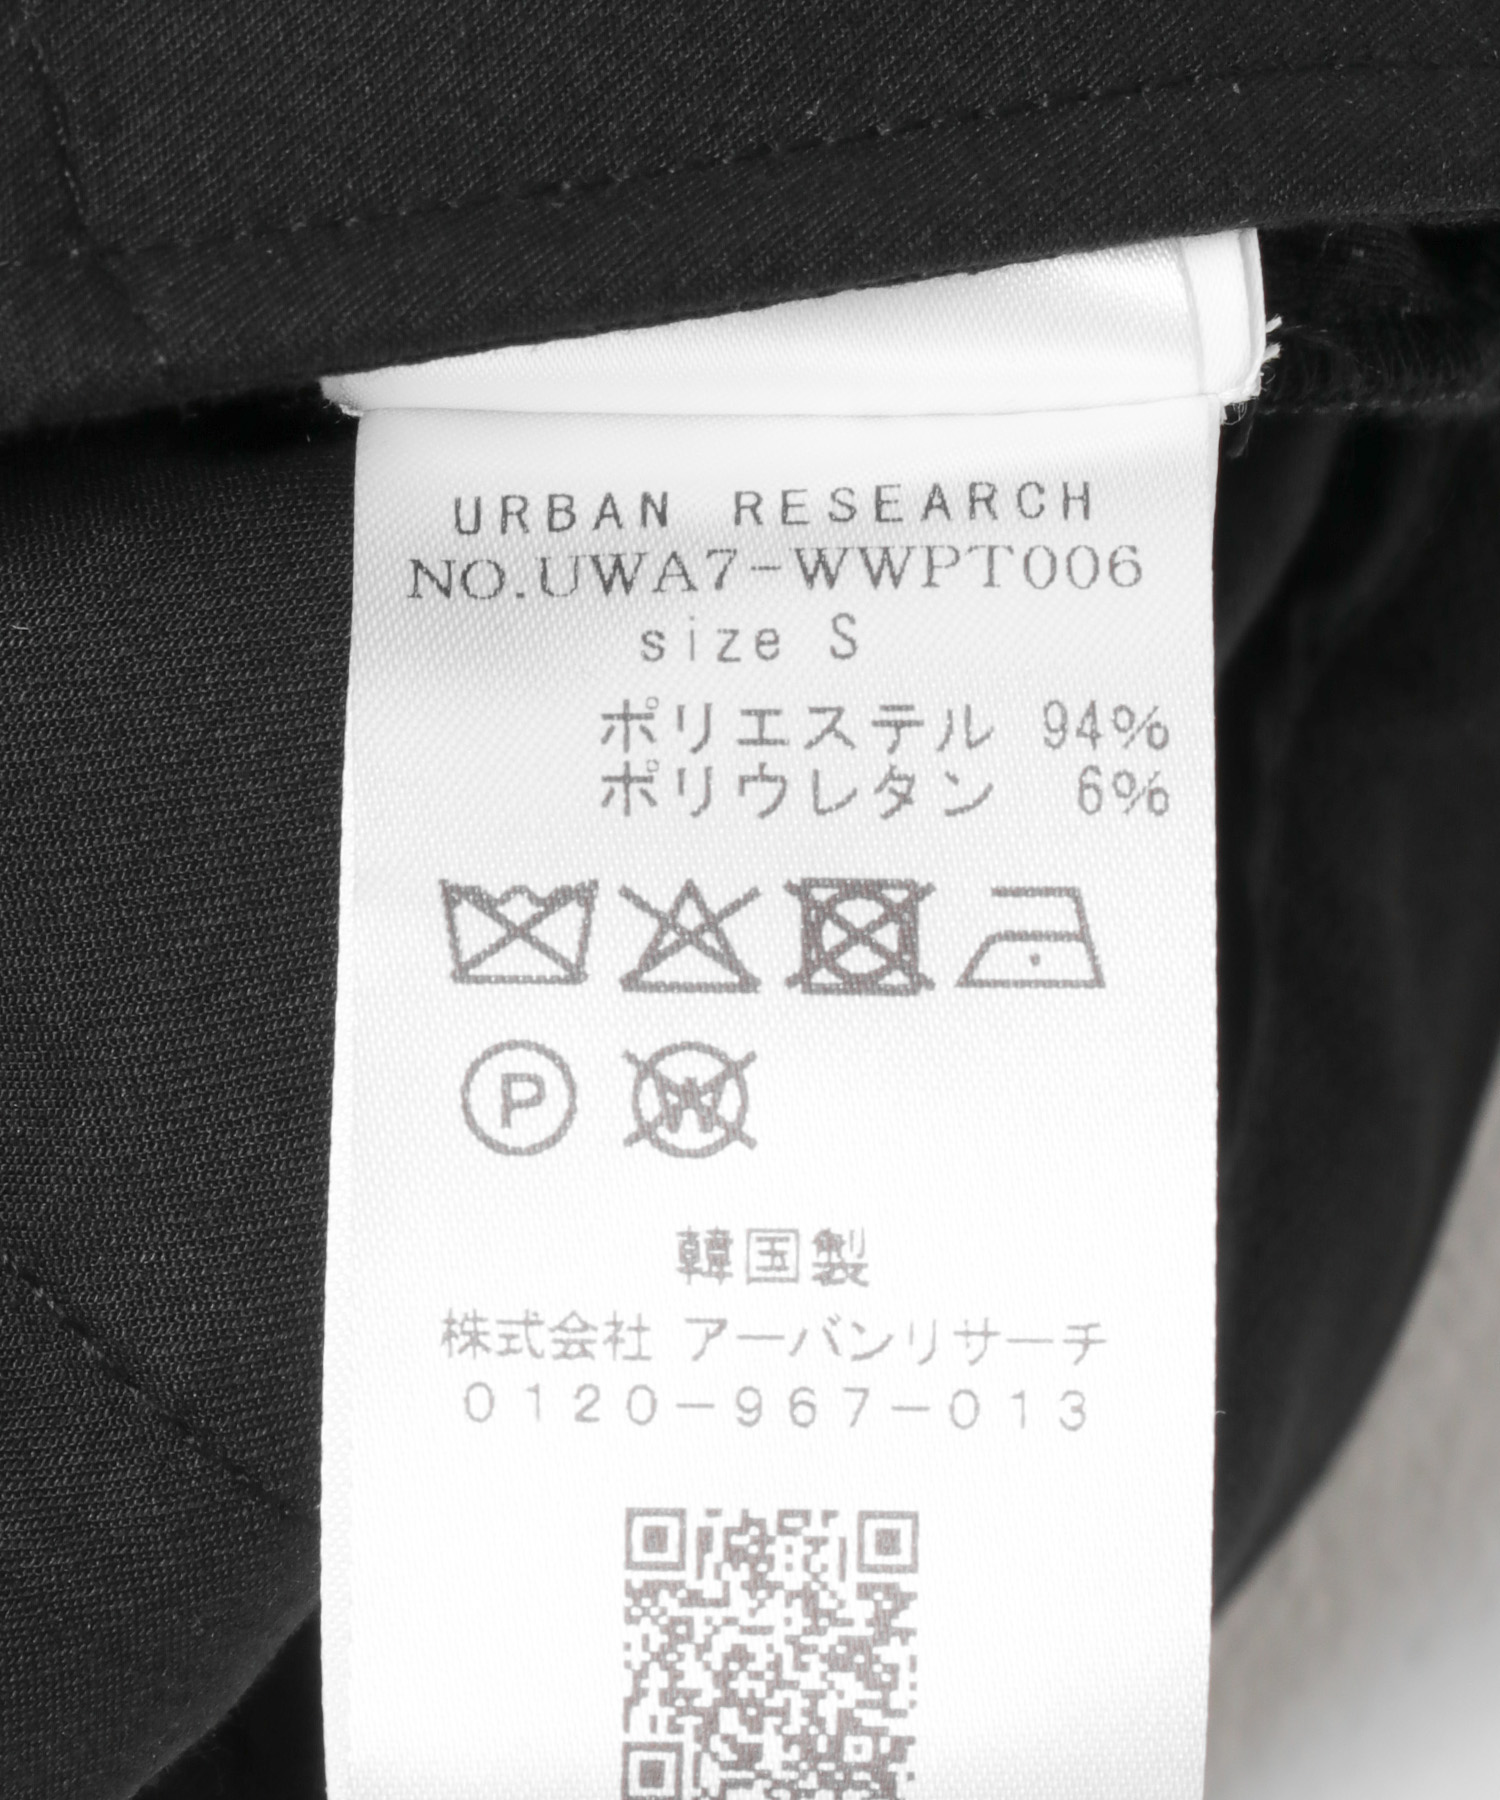 URBAN RESEARCH
NO.UWA7-WWPT006
size S
ポリエステル 94%
ポリウレタン 6%
P W
韓国製
株式会社 アーバンリサーチ
0120-967-013